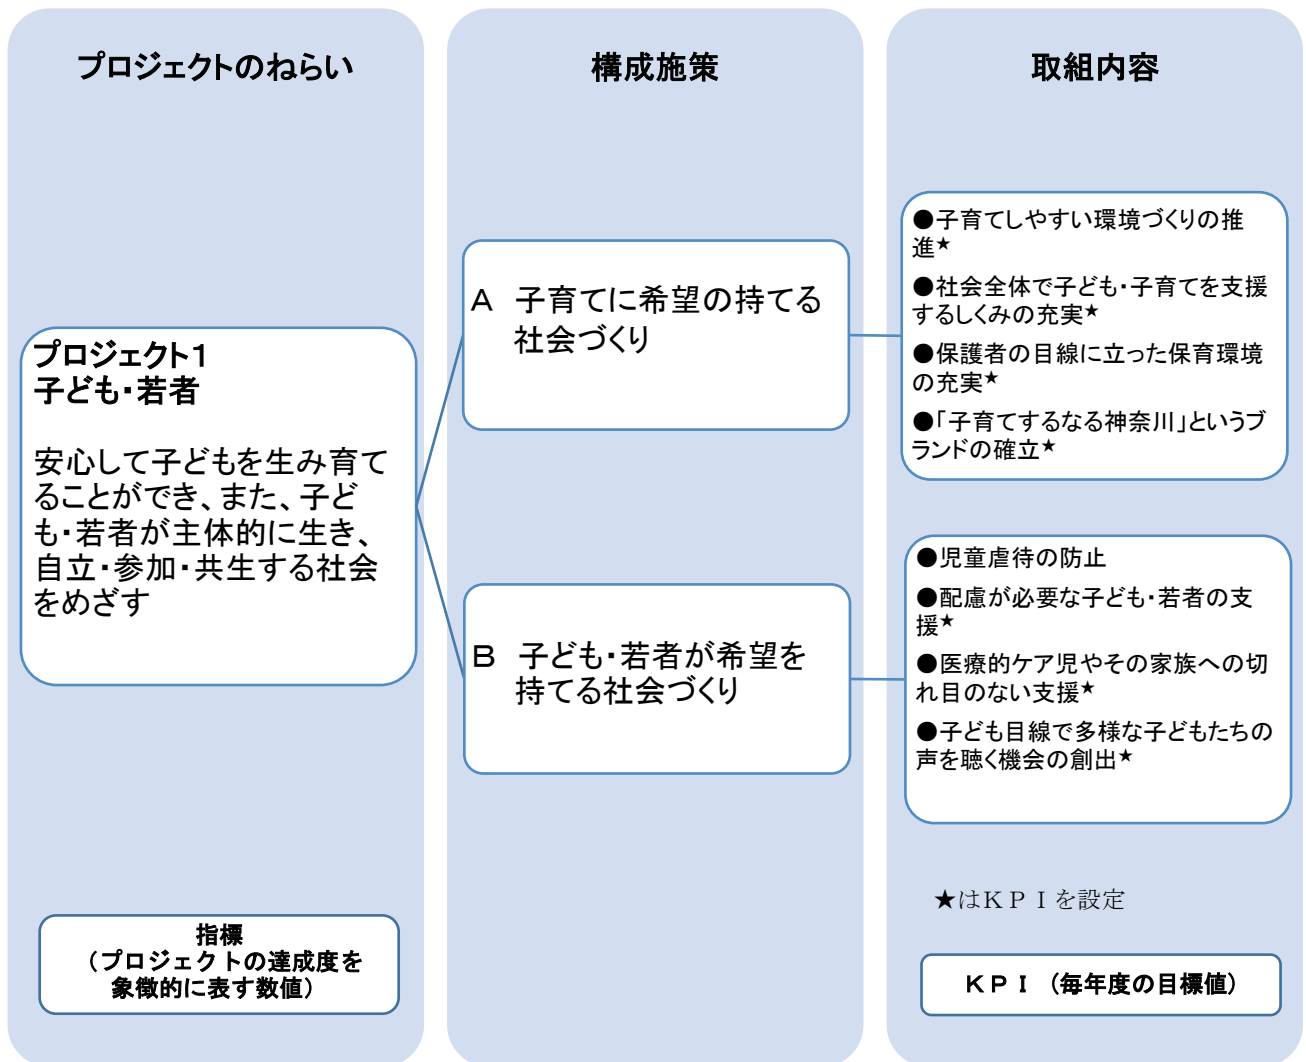 プロジェクトのねらい
構成施策
取組内容
プロジェクト１
子ども・若者
安心して子どもを生み育て
ることができ、また、子ど
も・若者が主体的に生き、
自立・参加・共生する社会
をめざす
Ａ 子育てに希望の持てる
社会づくり
Ｂ 子ども・若者が希望を
持てる社会づくり
●子育てしやすい環境づくりの推
進★
●社会全体で子ども・子育てを支援
するしくみの充実★
●保護者の目線に立った保育環境
の充実★
●「子育てするなる神奈川」というブ
ランドの確立★
●児童虐待の防止
●配慮が必要な子ども・若者の支
援★
●医療的ケア児やその家族への切
れ目のない支援★
●子ども目線で多様な子どもたちの
声を聴く機会の創出★
★はＫＰＩを設定
指標
（プロジェクトの達成度を
象徴的に表す数値）
ＫＰＩ （毎年度の目標値）